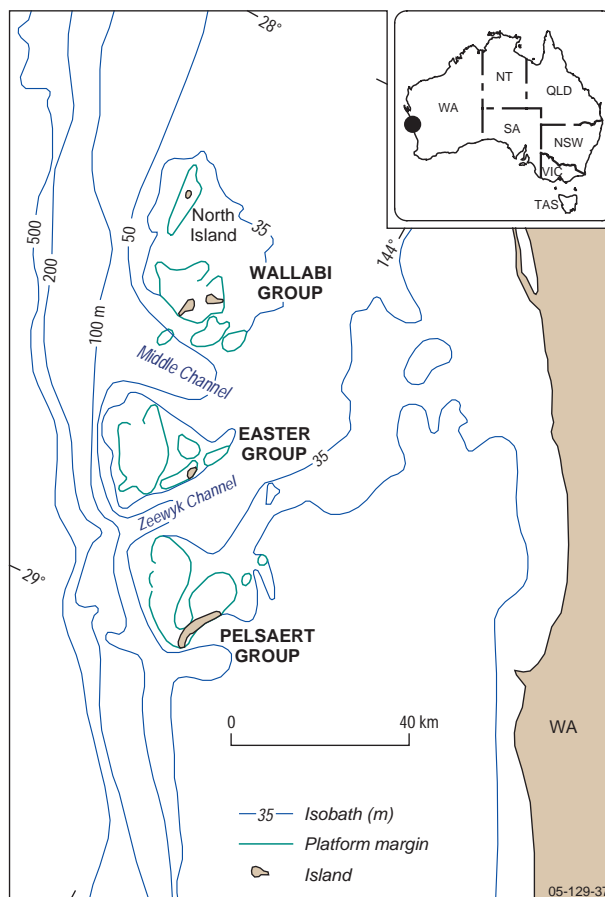 28°
NT
QLD
WA
SA
NSW
VIC
TAS
500
200
100 m
50
35
144°
North
Island
WALLABI
GROUP
Middle Channel
EASTER
GROUP
35
Zeewyk Channel
29°
PELSAERT
GROUP
0
40 km
WA
35
Isobath (m)
Platform margin
Island
05-129-37